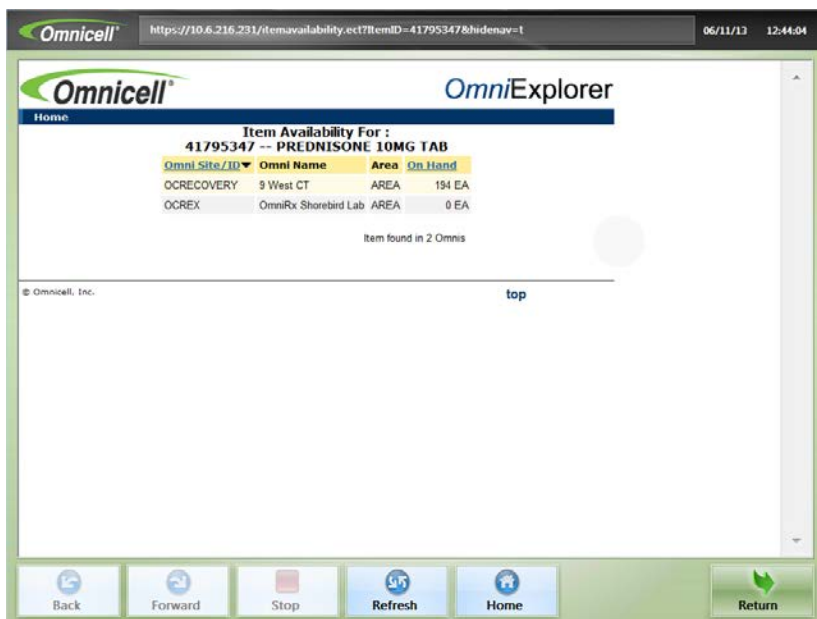 Omnicell® https://10.6.216.231/itemavailability.ect?ItemID=41795347&hidenav=t 06/11/13 12:44:04
Omnicell® OmniExplorer
Home
Item Availability For :
41795347 -- PREDNISONE 10MG TAB
Omni Site/ID Omni Name Area On Hand
OCRECOVERY 9 West CT AREA 194 EA
OCREX OmniRx Shorebird Lab AREA 0 EA
Item found in 2 Omnis
© Omnicell, Inc. top
Back Forward Stop Refresh Home Return